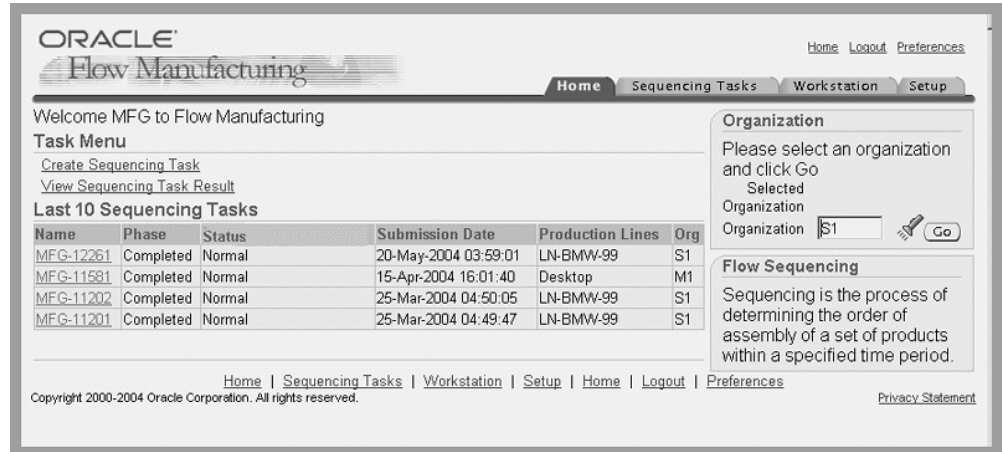 ORACLE'
Flow Manufacturing
Home Logout Preferences
Home Sequencing Tasks Workstation Setup
Welcome MFG to Flow Manufacturing
Task Menu
Create Sequencing Task
View Sequencing Task Result
Last 10 Sequencing Tasks
Name Phase Status Submission Date Production Lines Org
MFG-12261 Completed Normal 20-May-2004 03:59:01 LN-BMW-99 S1
MFG-11581 Completed Normal 15-Apr-2004 16:01:40 Desktop M1
MFG-11202 Completed Normal 25-Mar-2004 04:50:05 LN-BMW-99 S1
MFG-11201 Completed Normal 25-Mar-2004 04:49:47 LN-BMW-99 S1
Organization
Please select an organization
and click Go
Selected
Organization
Organization S1 Go
Flow Sequencing
Sequencing is the process of
determining the order of
assembly of a set of products
within a specified time period.
Home | Sequencing Tasks | Workstation | Setup | Home | Logout | Preferences
Copyright 2000-2004 Oracle Corporation. All rights reserved.
Privacy Statement